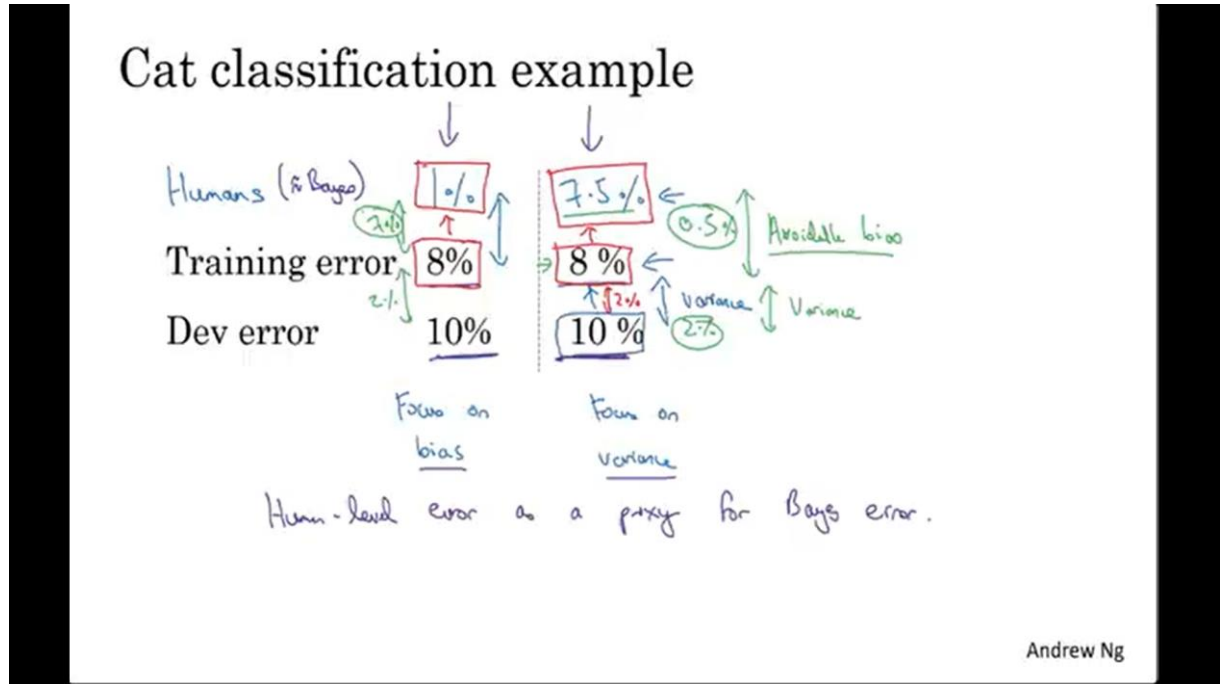 Cat classification example
Humans (≈ Bayes) 1% 7.5%
7% 0.5% Avoidable bias
Training error 8% 8 %
2% 2% Variance Variance
Dev error 10% 10 % 2%
Focus on Focus on
bias variance
Human-level error as a proxy for Bayes error.
Andrew Ng